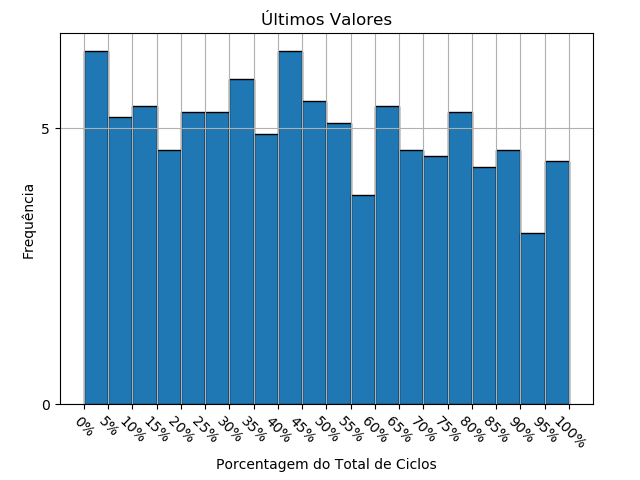 Últimos Valores
Frequência
5
0
0% 5% 10% 15% 20% 25% 30% 35% 40% 45% 50% 55% 60% 65% 70% 75% 80% 85% 90% 95% 100%
Porcentagem do Total de Ciclos